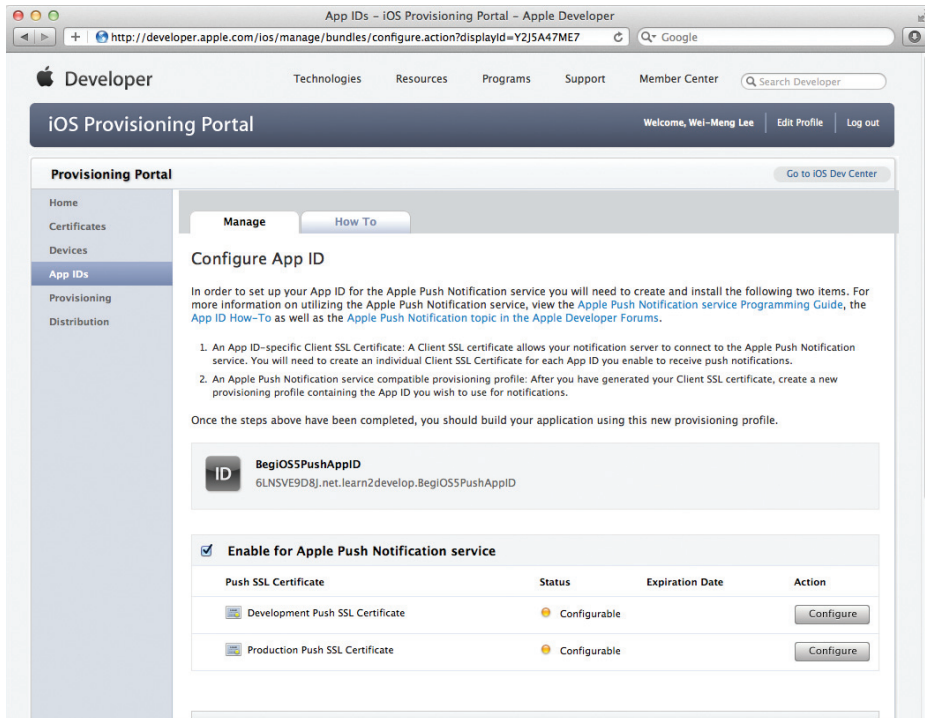 App IDs – iOS Provisioning Portal – Apple Developer
http://developer.apple.com/ios/manage/bundles/configure.action?displayId=Y2J5A47ME7
Google
Developer
Technologies
Resources
Programs
Support
Member Center
Search Developer
iOS Provisioning Portal
Welcome, Wei-Meng Lee
Edit Profile
Log out
Provisioning Portal
Go to iOS Dev Center
Home
Certificates
Devices
App IDs
Provisioning
Distribution
Manage
How To
Configure App ID
In order to set up your App ID for the Apple Push Notification service you will need to create and install the following two items. For
more information on utilizing the Apple Push Notification service, view the Apple Push Notification service Programming Guide, the
App ID How-To as well as the Apple Push Notification topic in the Apple Developer Forums.
1. An App ID-specific Client SSL Certificate: A Client SSL certificate allows your notification server to connect to the Apple Push Notification
service. You will need to create an individual Client SSL Certificate for each App ID you enable to receive push notifications.
2. An Apple Push Notification service compatible provisioning profile: After you have generated your Client SSL certificate, create a new
provisioning profile containing the App ID you wish to use for notifications.
Once the steps above have been completed, you should build your application using this new provisioning profile.
ID
BegiOS5PushAppID
6LNSVE9D8J.net.learn2develop.BegiOS5PushAppID
Enable for Apple Push Notification service
Push SSL Certificate Status Expiration Date Action
Development Push SSL Certificate Configurable Configure
Production Push SSL Certificate Configurable Configure